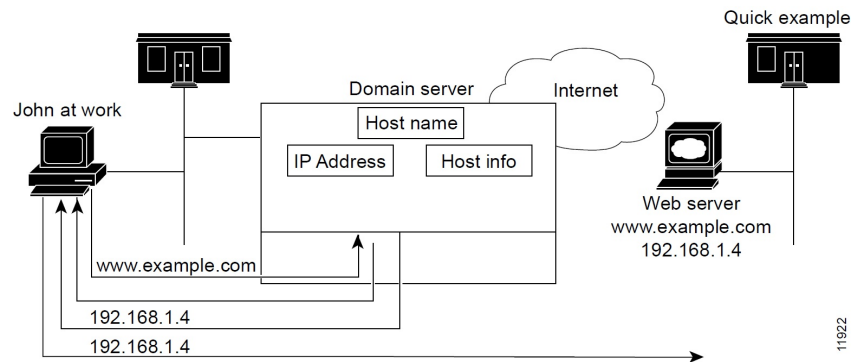 Quick example
Domain server
Internet
John at work
Host name
IP Address
Host info
Web server
www.example.com
192.168.1.4
www.example.com
192.168.1.4
192.168.1.4
11922